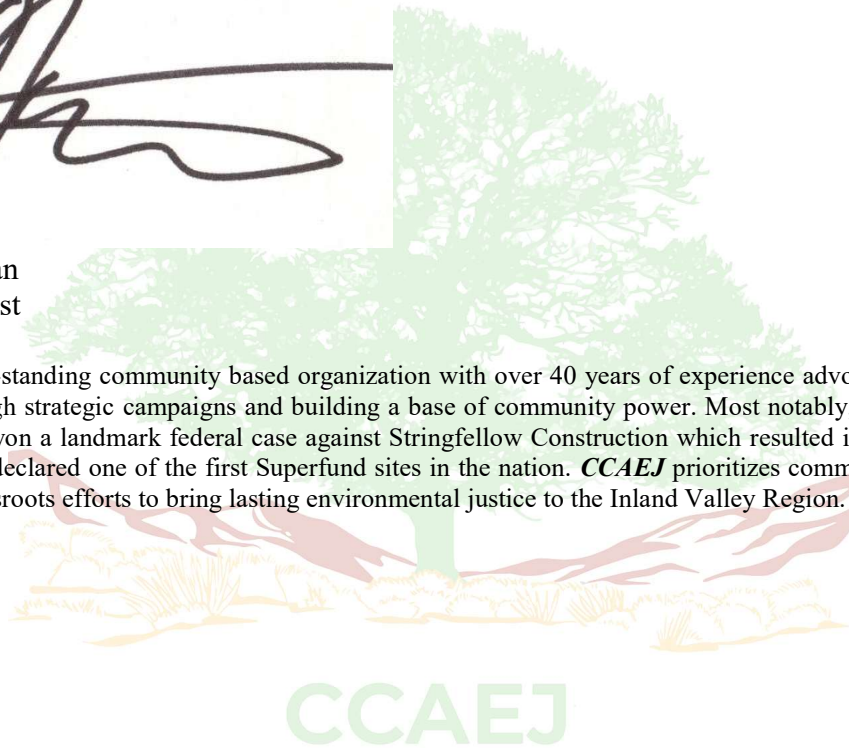 an
st
standing community based organization with over 40 years of experience advo
gh strategic campaigns and building a base of community power. Most notably
won a landmark federal case against Stringfellow Construction which resulted i
declared one of the first Superfund sites in the nation. CCAEJ prioritizes comm
sroots efforts to bring lasting environmental justice to the Inland Valley Region.
CCAEJ